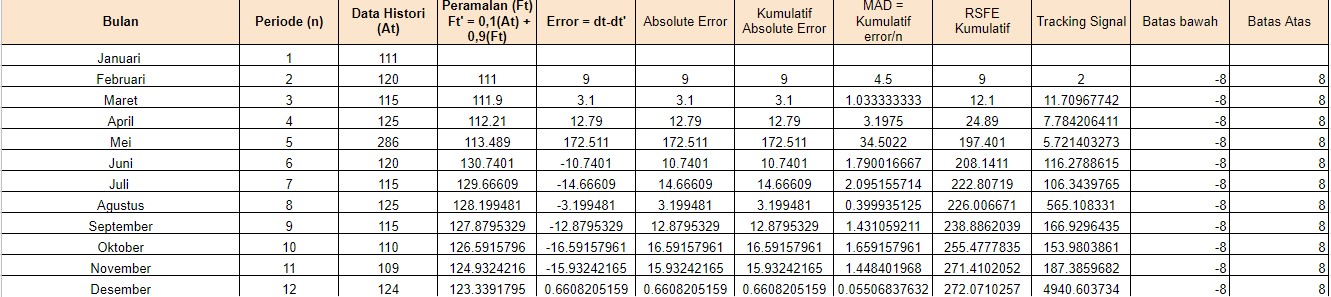 Bulan | Periode (n) | Data Histori (At) | Peramalan (Ft) Ft' = 0,1(At) + 0,9(Ft) | Error = dt-dt' | Absolute Error | Kumulatif Absolute Error | MAD = Kumulatif error/n | RSFE Kumulatif | Tracking Signal | Batas bawah | Batas Atas
Januari | 1 | 111
Februari | 2 | 120 | 111 | 9 | 9 | 9 | 4.5 | 9 | 2 | -8 | 8
Maret | 3 | 115 | 111.9 | 3.1 | 3.1 | 3.1 | 1.033333333 | 12.1 | 11.70967742 | -8 | 8
April | 4 | 125 | 112.21 | 12.79 | 12.79 | 12.79 | 3.1975 | 24.89 | 7.784206411 | -8 | 8
Mei | 5 | 286 | 113.489 | 172.511 | 172.511 | 172.511 | 34.5022 | 197.401 | 5.721403273 | -8 | 8
Juni | 6 | 120 | 130.7401 | -10.7401 | 10.7401 | 10.7401 | 1.790016667 | 208.1411 | 116.2788615 | -8 | 8
Juli | 7 | 115 | 129.66609 | -14.66609 | 14.66609 | 14.66609 | 2.095155714 | 222.80719 | 106.3439765 | -8 | 8
Agustus | 8 | 125 | 128.199481 | -3.199481 | 3.199481 | 3.199481 | 0.399935125 | 226.006671 | 565.108331 | -8 | 8
September | 9 | 115 | 127.8795329 | -12.8795329 | 12.8795329 | 12.8795329 | 1.431059211 | 238.8862039 | 166.9296435 | -8 | 8
Oktober | 10 | 110 | 126.5915796 | -16.59157961 | 16.59157961 | 16.59157961 | 1.659157961 | 255.4777835 | 153.9803861 | -8 | 8
November | 11 | 109 | 124.9324216 | -15.93242165 | 15.93242165 | 15.93242165 | 1.448401968 | 271.4102052 | 187.3859682 | -8 | 8
Desember | 12 | 124 | 123.3391795 | 0.6608205159 | 0.6608205159 | 0.6608205159 | 0.05506837632 | 272.0710257 | 4940.603734 | -8 | 8